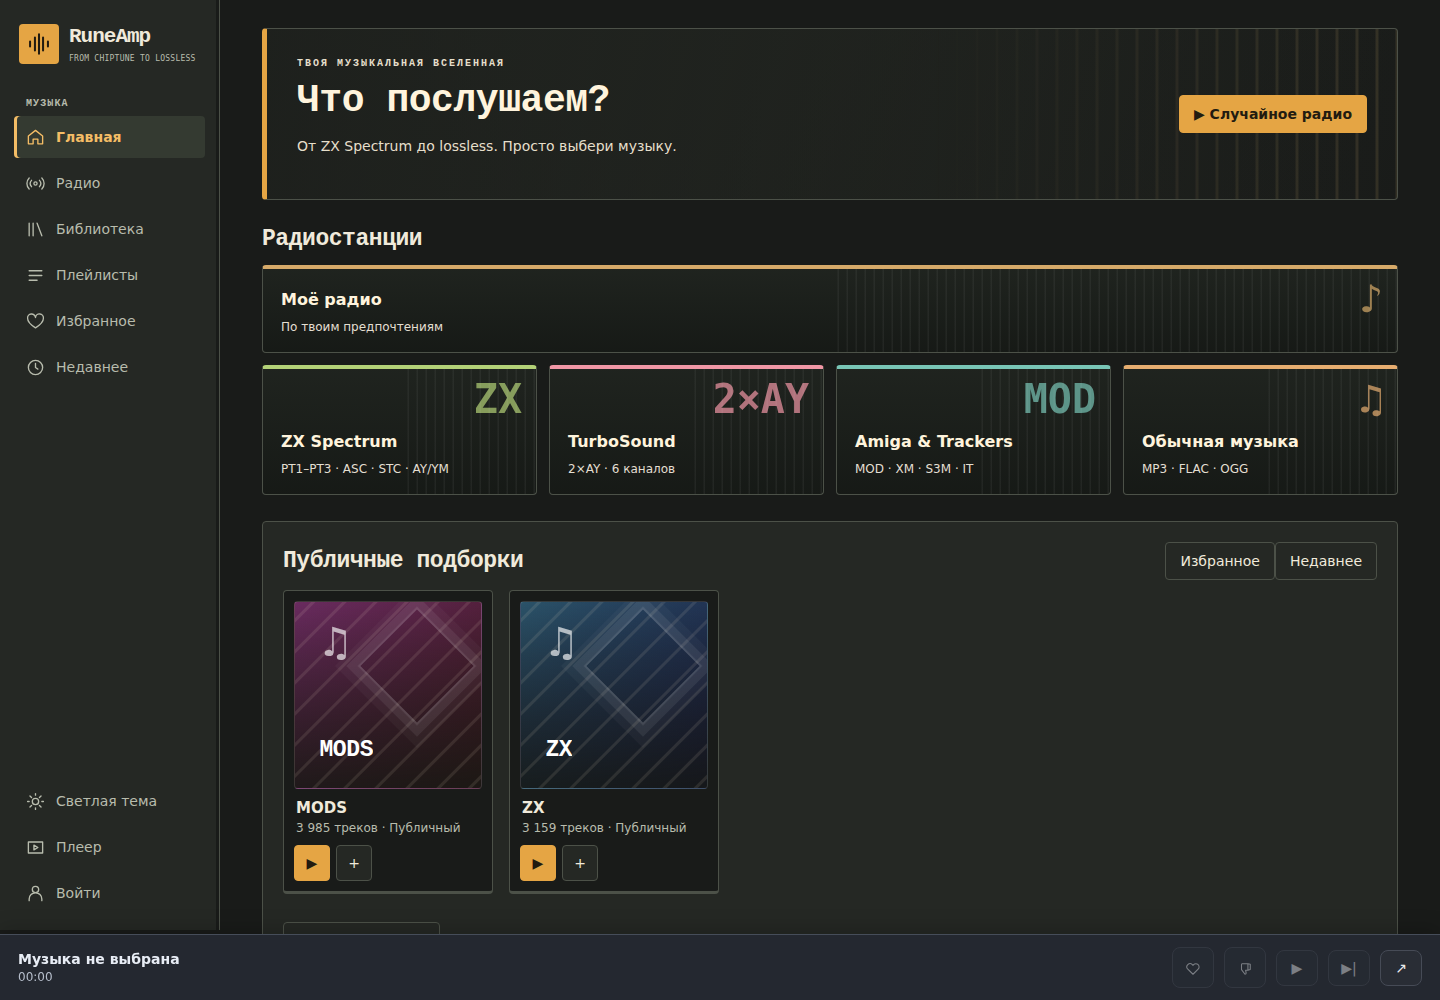 RuneAmp
FROM CHIPTUNE TO LOSSLESS
МУЗЫКА
Главная
Радио
Библиотека
Плейлисты
Избранное
Недавнее
Светлая тема
Плеер
Войти
ТВОЯ МУЗЫКАЛЬНАЯ ВСЕЛЕННАЯ
Что послушаем?
От ZX Spectrum до lossless. Просто выбери музыку.
▶ Случайное радио
Радиостанции
Моё радио
По твоим предпочтениям
♪
ZX
ZX Spectrum
PT1–PT3 · ASC · STC · AY/YM
2×AY
TurboSound
2×AY · 6 каналов
MOD
Amiga & Trackers
MOD · XM · S3M · IT
♫
Обычная музыка
MP3 · FLAC · OGG
Публичные подборки
Избранное
Недавнее
♫
MODS
MODS
3 985 треков · Публичный
▶ +
♫
ZX
ZX
3 159 треков · Публичный
▶ +
Музыка не выбрана
00:00
▶ ▶| ↗